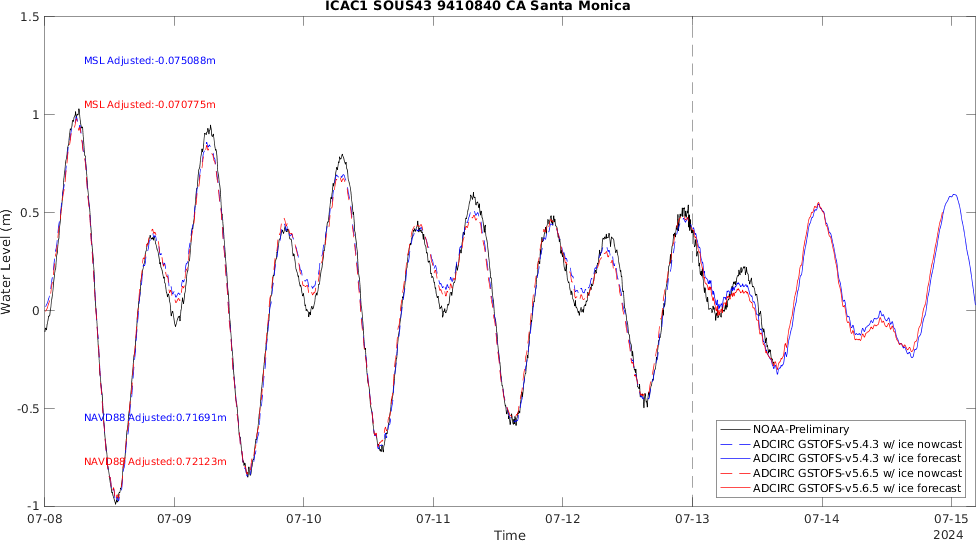 ICAC1 SOUS43 9410840 CA Santa Monica
1.5
MSL Adjusted:-0.075088m
MSL Adjusted:-0.070775m
1
0.5
Water Level (m)
0
-0.5
NAVD88 Adjusted:0.71691m
NAVD88 Adjusted:0.72123m
NOAA-Preliminary
ADCIRC GSTOFS-v5.4.3 w/ ice nowcast
ADCIRC GSTOFS-v5.4.3 w/ ice forecast
ADCIRC GSTOFS-v5.6.5 w/ ice nowcast
ADCIRC GSTOFS-v5.6.5 w/ ice forecast
-1
07-08 07-09 07-10 07-11 07-12 07-13 07-14 07-15
Time
2024